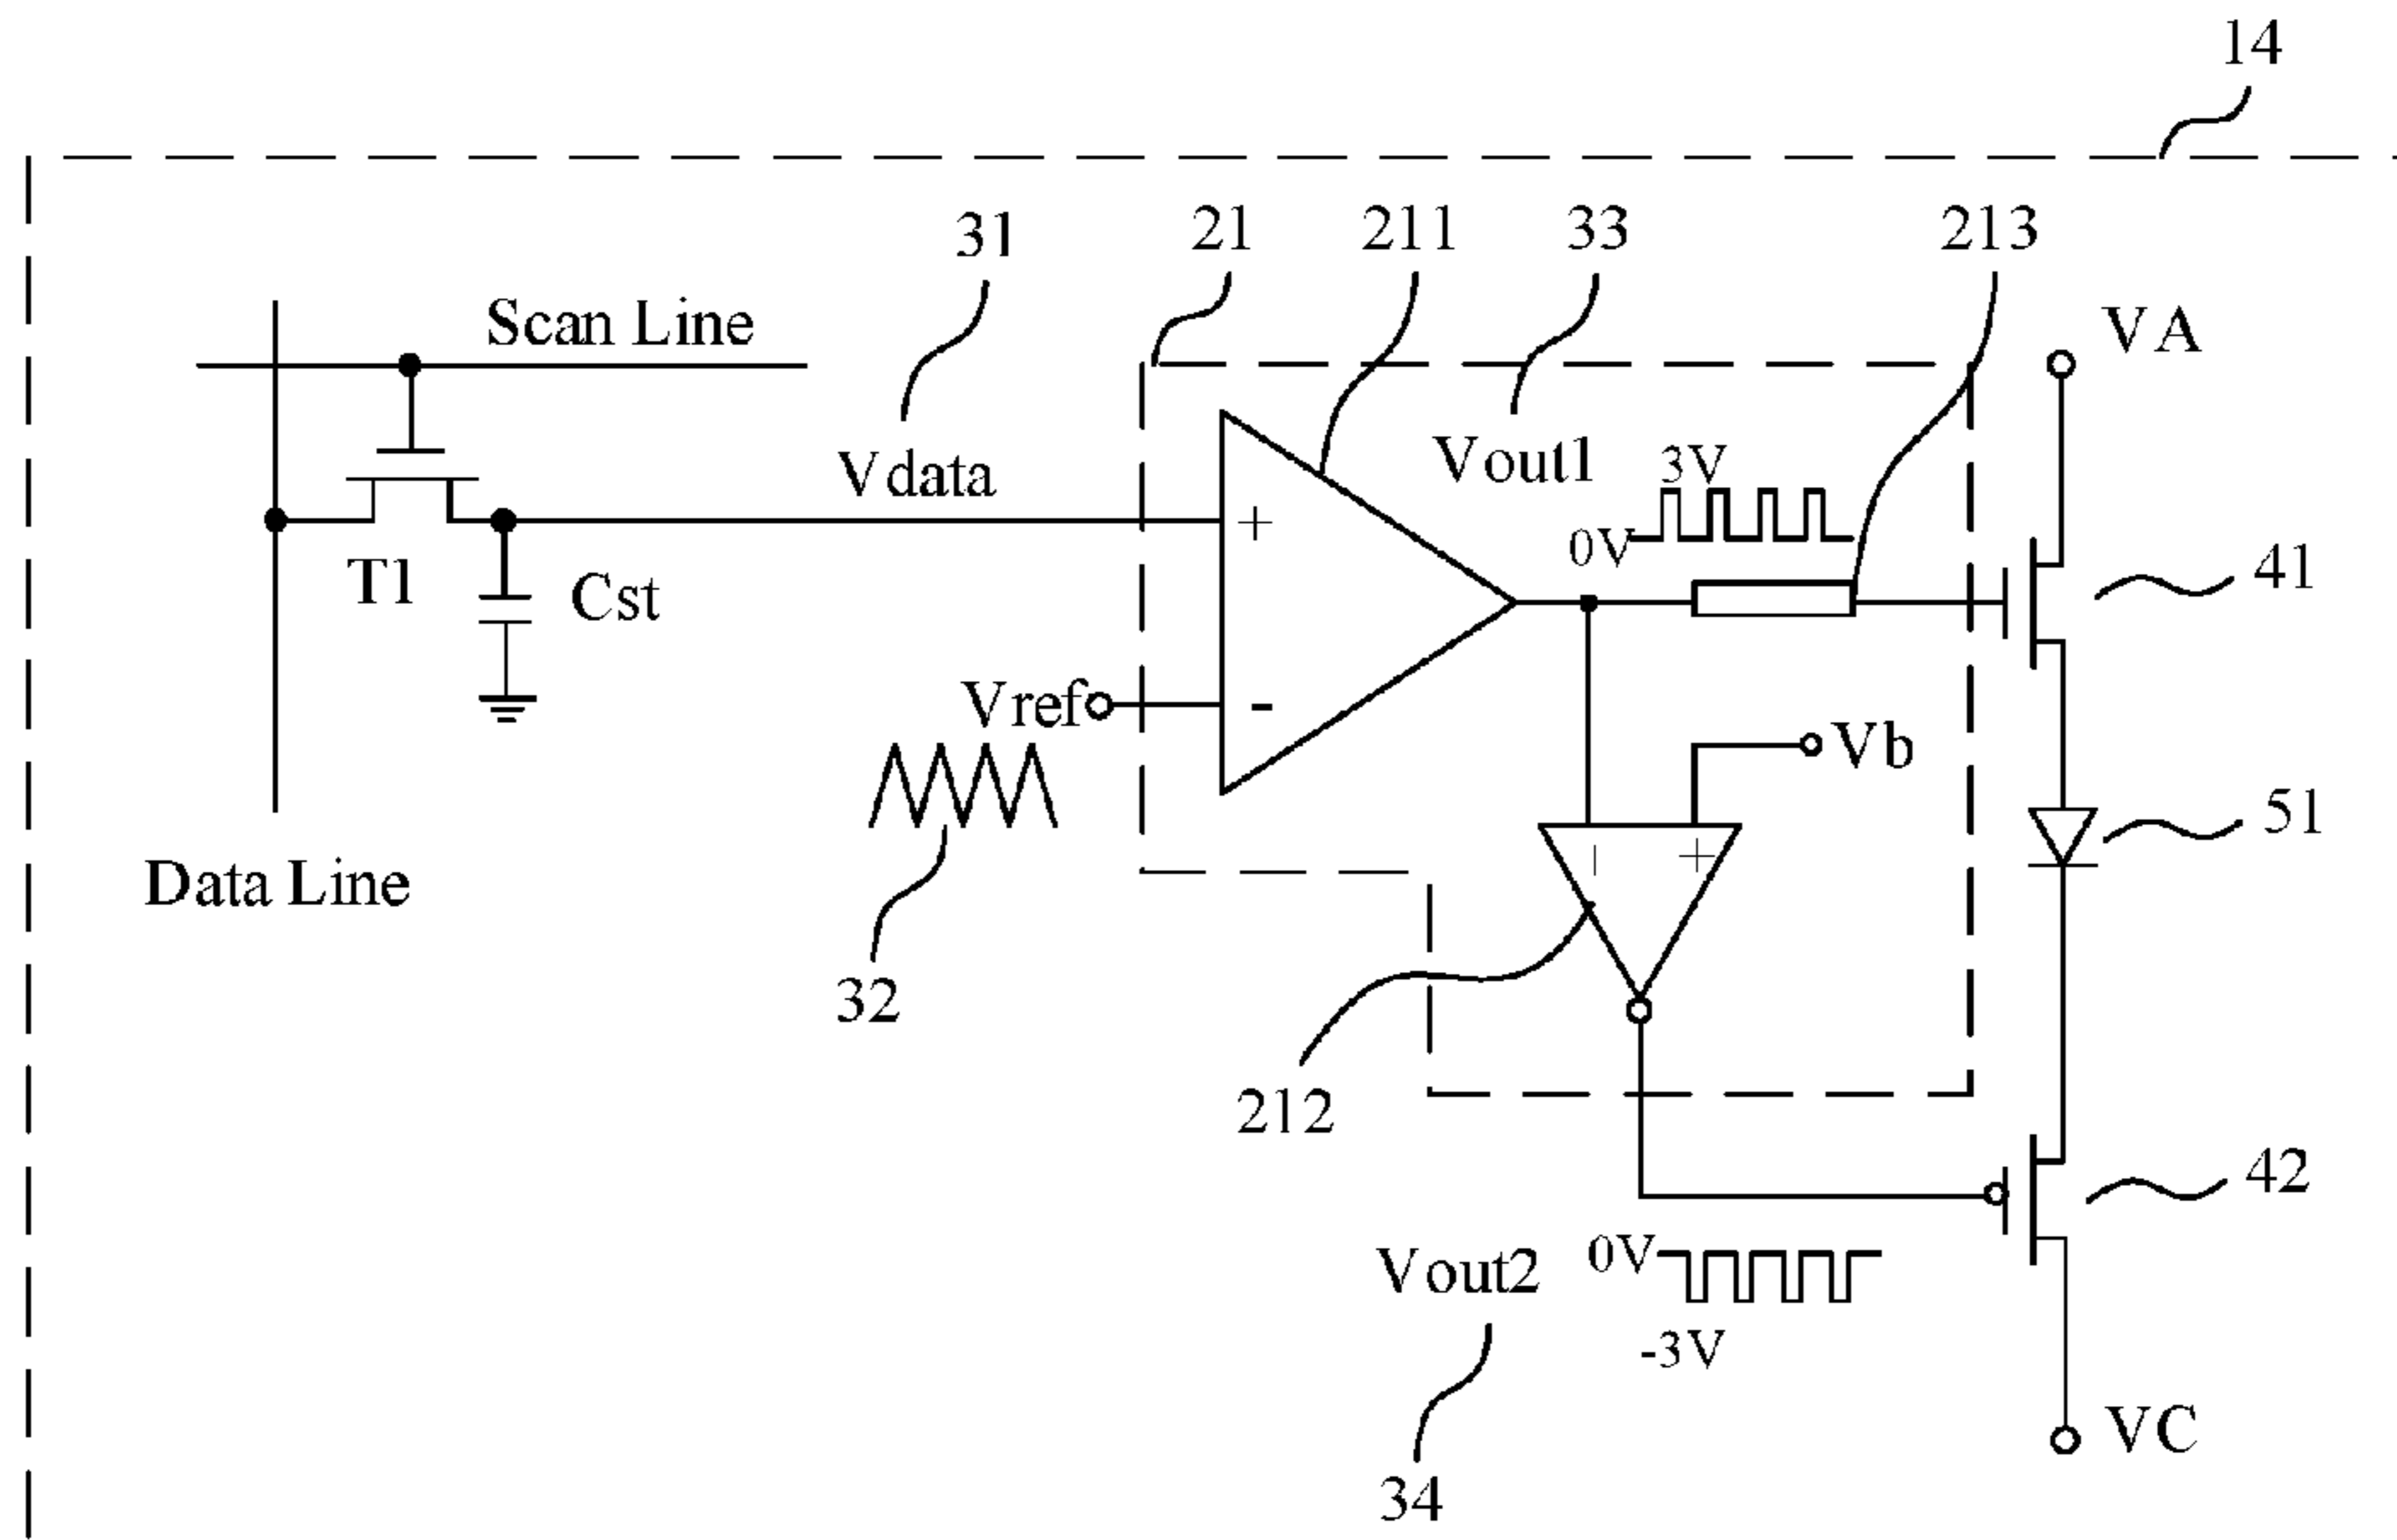 14
31
21
211
33
213
Scan Line
VA
Vdata
Vout1
3V
+
0V
41
T1
Cst
Vref
-
Vb
51
- +
Data Line
32
212
42
Vout2
0V
-3V
VC
34